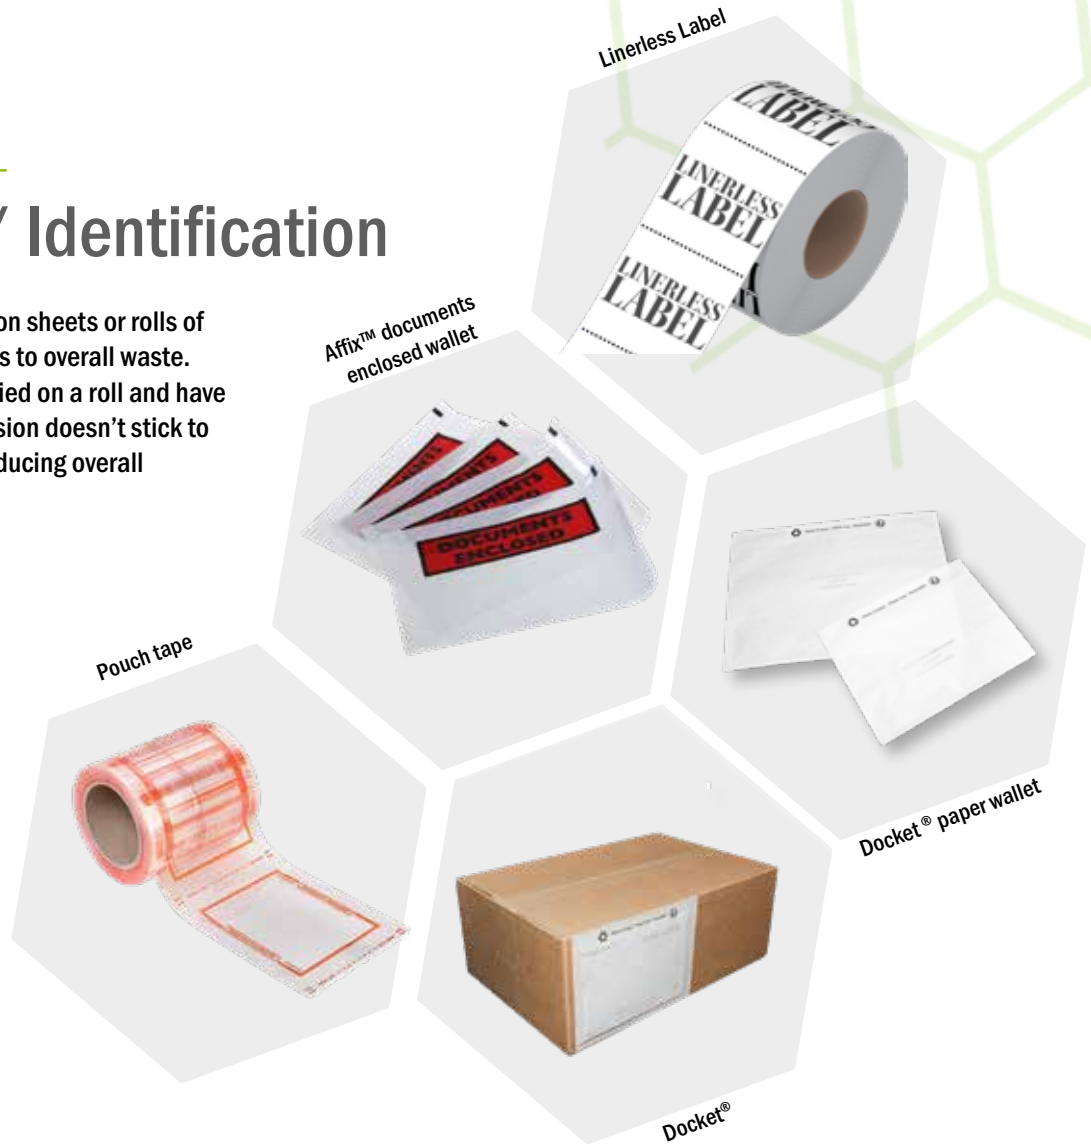 Linerless Label
Identification
on sheets or rolls of
s to overall waste.
ied on a roll and have
sion doesn’t stick to
ducing overall
LABEL
LINERLESS
LABEL
LINERLESS
LABEL
Affix™ documents
enclosed wallet
DOCUMENTS
ENCLOSED
Pouch tape
Docket® paper wallet
Docket®